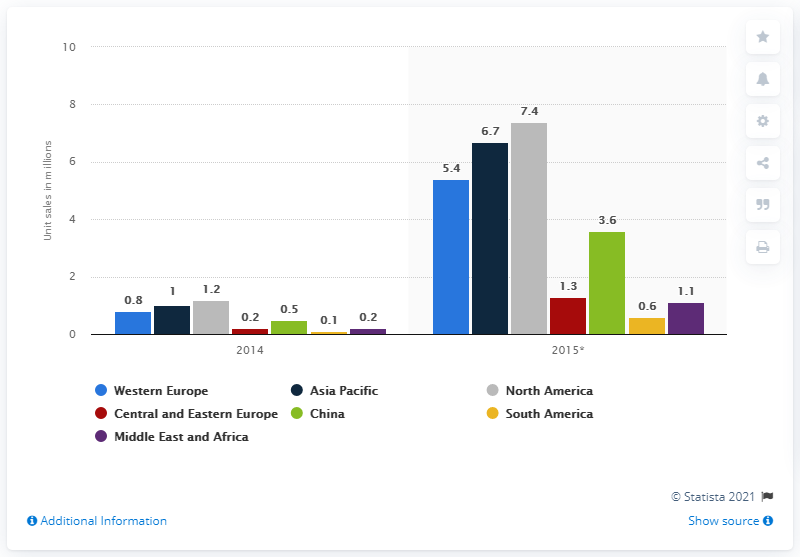 10
8
6
4
2
0
Unit sales in millions
0.8 1 1.2 0.2 0.5 0.1 0.2
5.4 6.7 7.4 1.3 3.6 0.6 1.1
2014 2015*
Western Europe Asia Pacific North America
Central and Eastern Europe China South America
Middle East and Africa
© Statista 2021
Additional Information Show source